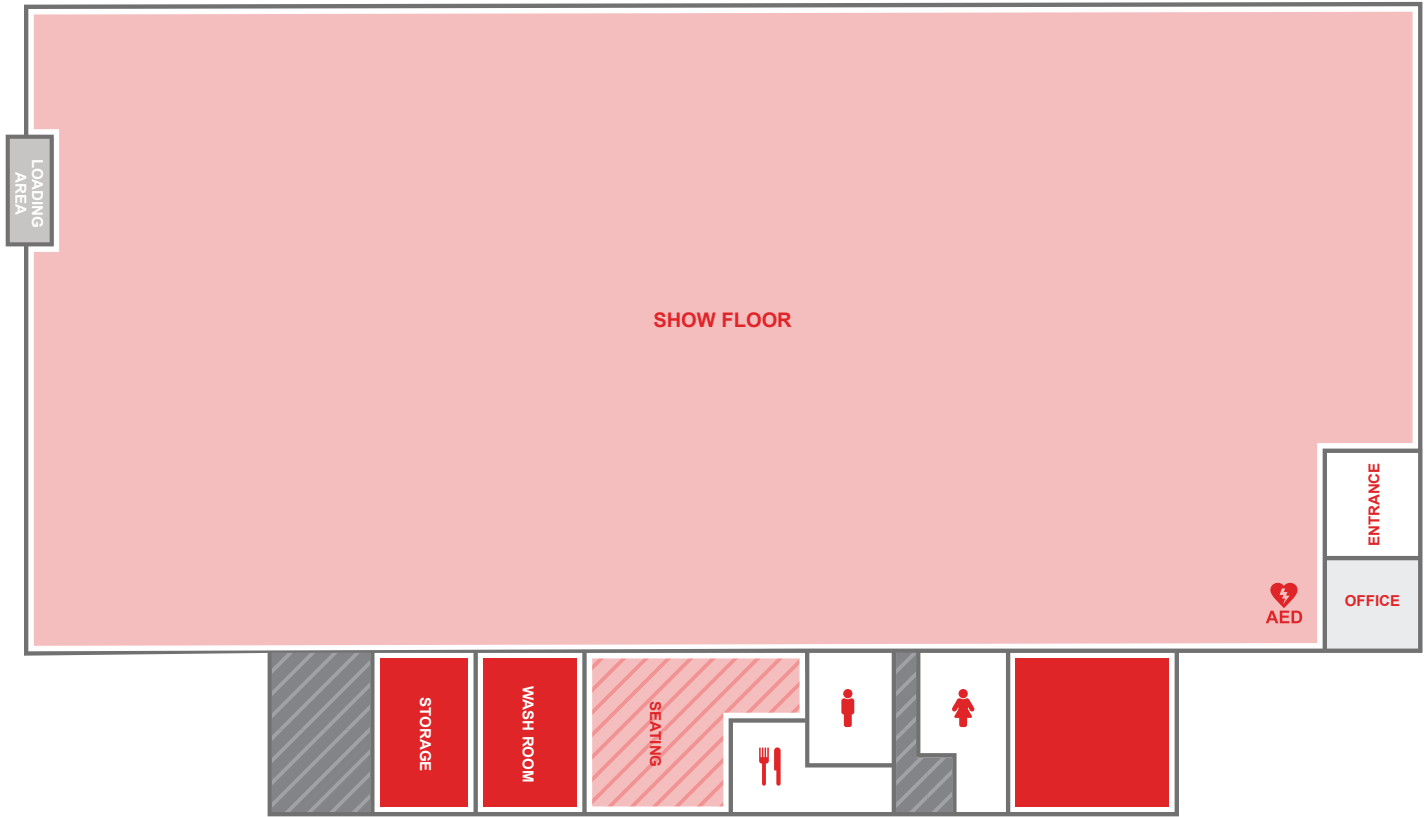 LOADING
AREA
SHOW FLOOR
ENTRANCE
AED
OFFICE
STORAGE
WASH ROOM
SEATING